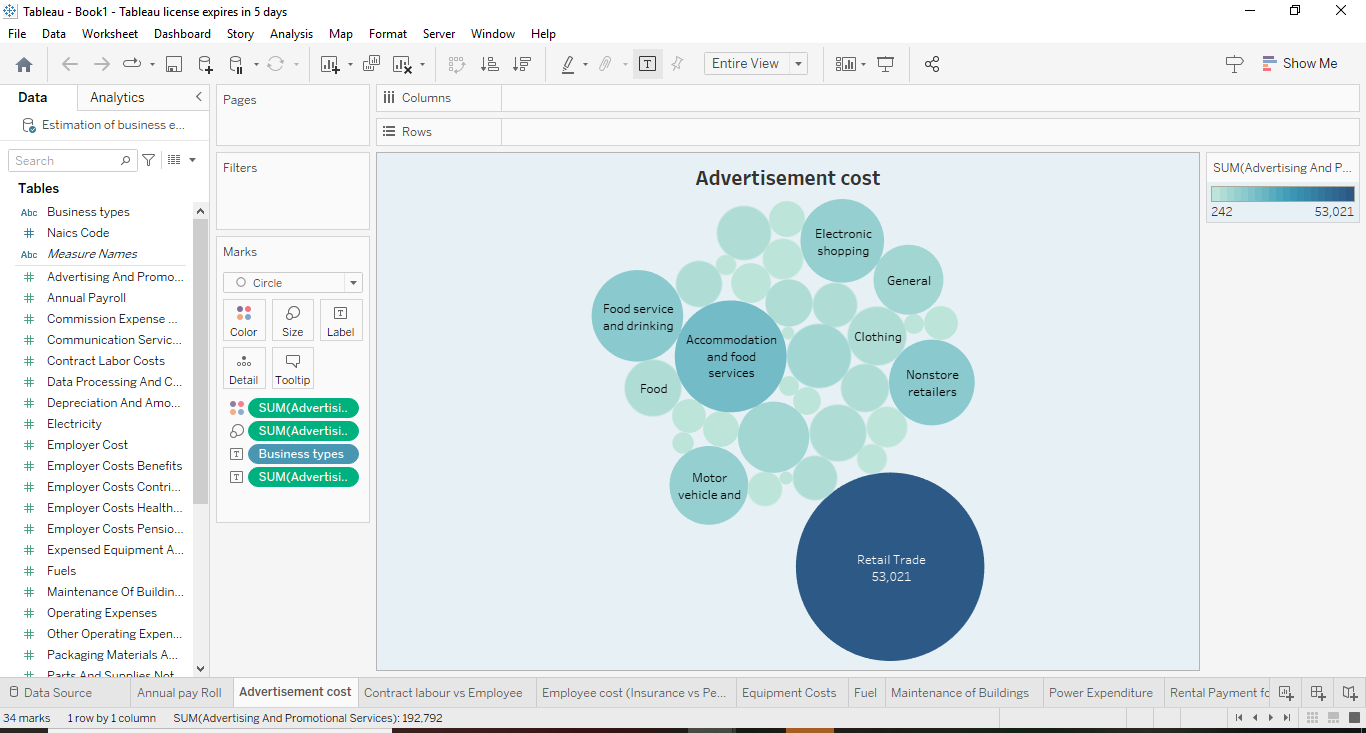 Tableau - Book1 - Tableau license expires in 5 days
File Data Worksheet Dashboard Story Analysis Map Format Server Window Help
Entire View
Show Me
Data Analytics
Estimation of business e...
Search
Tables
Abc Business types
# Naics Code
Abc Measure Names
# Advertising And Promo...
# Annual Payroll
# Commission Expense ...
# Communication Servic...
# Contract Labor Costs
# Data Processing And C...
# Depreciation And Amo...
# Electricity
# Employer Cost
# Employer Costs Benefits
# Employer Costs Contri...
# Employer Costs Health...
# Employer Costs Pensio...
# Expensed Equipment A...
# Fuels
# Maintenance Of Buildin...
# Operating Expenses
# Other Operating Expen...
# Packaging Materials A...
# Parts And Supplies Not
Pages
Filters
Marks
Circle
Color Size Label
Detail Tooltip
SUM(Advertisi..
SUM(Advertisi..
Business types
SUM(Advertisi..
Columns
Rows
Advertisement cost
Electronic
shopping
General
Food service
and drinking
Accommodation
and food
services
Clothing
Nonstore
retailers
Food
Motor
vehicle and
Retail Trade
53,021
SUM(Advertising And P...
242 53,021
Data Source Annual pay Roll Advertisement cost Contract labour vs Employee Employee cost (Insurance vs Pe... Equipment Costs Fuel Maintenance of Buildings Power Expenditure Rental Payment fo
34 marks 1 row by 1 column SUM(Advertising And Promotional Services): 192,792